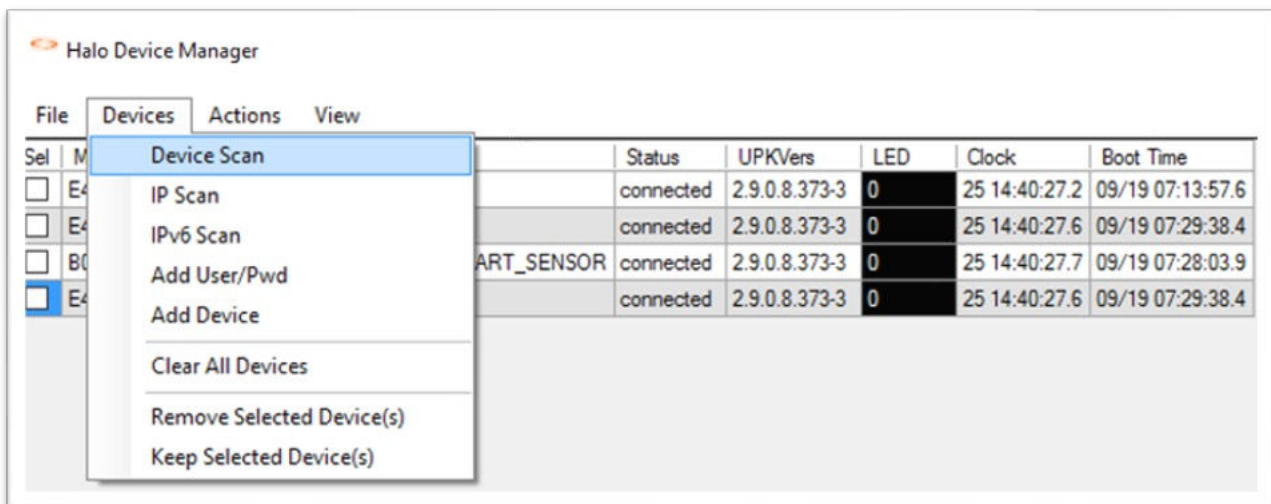 Halo Device Manager
File Devices Actions View
Sel M Device Scan Status UPKVers LED Clock Boot Time
E4 IP Scan connected 2.9.0.8.373-3 0 25 14:40:27.2 09/19 07:13:57.6
E4 IPv6 Scan connected 2.9.0.8.373-3 0 25 14:40:27.6 09/19 07:29:38.4
B0 Add User/Pwd ART_SENSOR connected 2.9.0.8.373-3 0 25 14:40:27.7 09/19 07:28:03.9
E4 Add Device connected 2.9.0.8.373-3 0 25 14:40:27.6 09/19 07:29:38.4
Clear All Devices
Remove Selected Device(s)
Keep Selected Device(s)